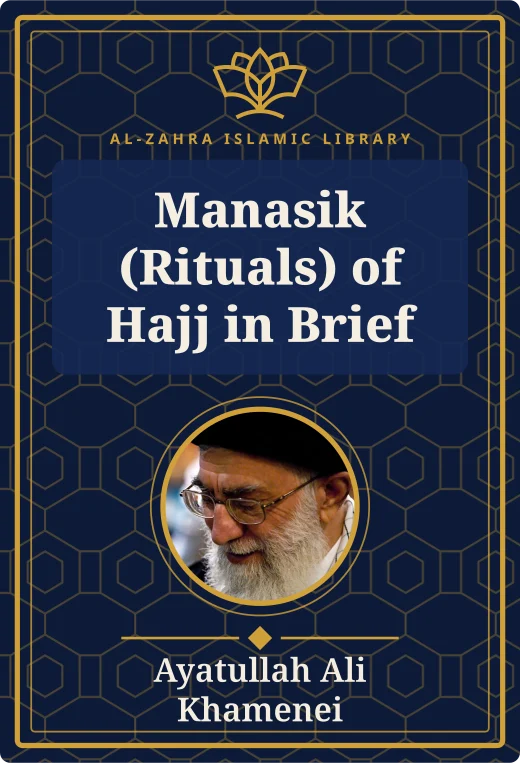 AL-ZAHRA ISLAMIC LIBRARY
Manasik
(Rituals) of
Hajj in Brief
Ayatullah Ali
Khamenei